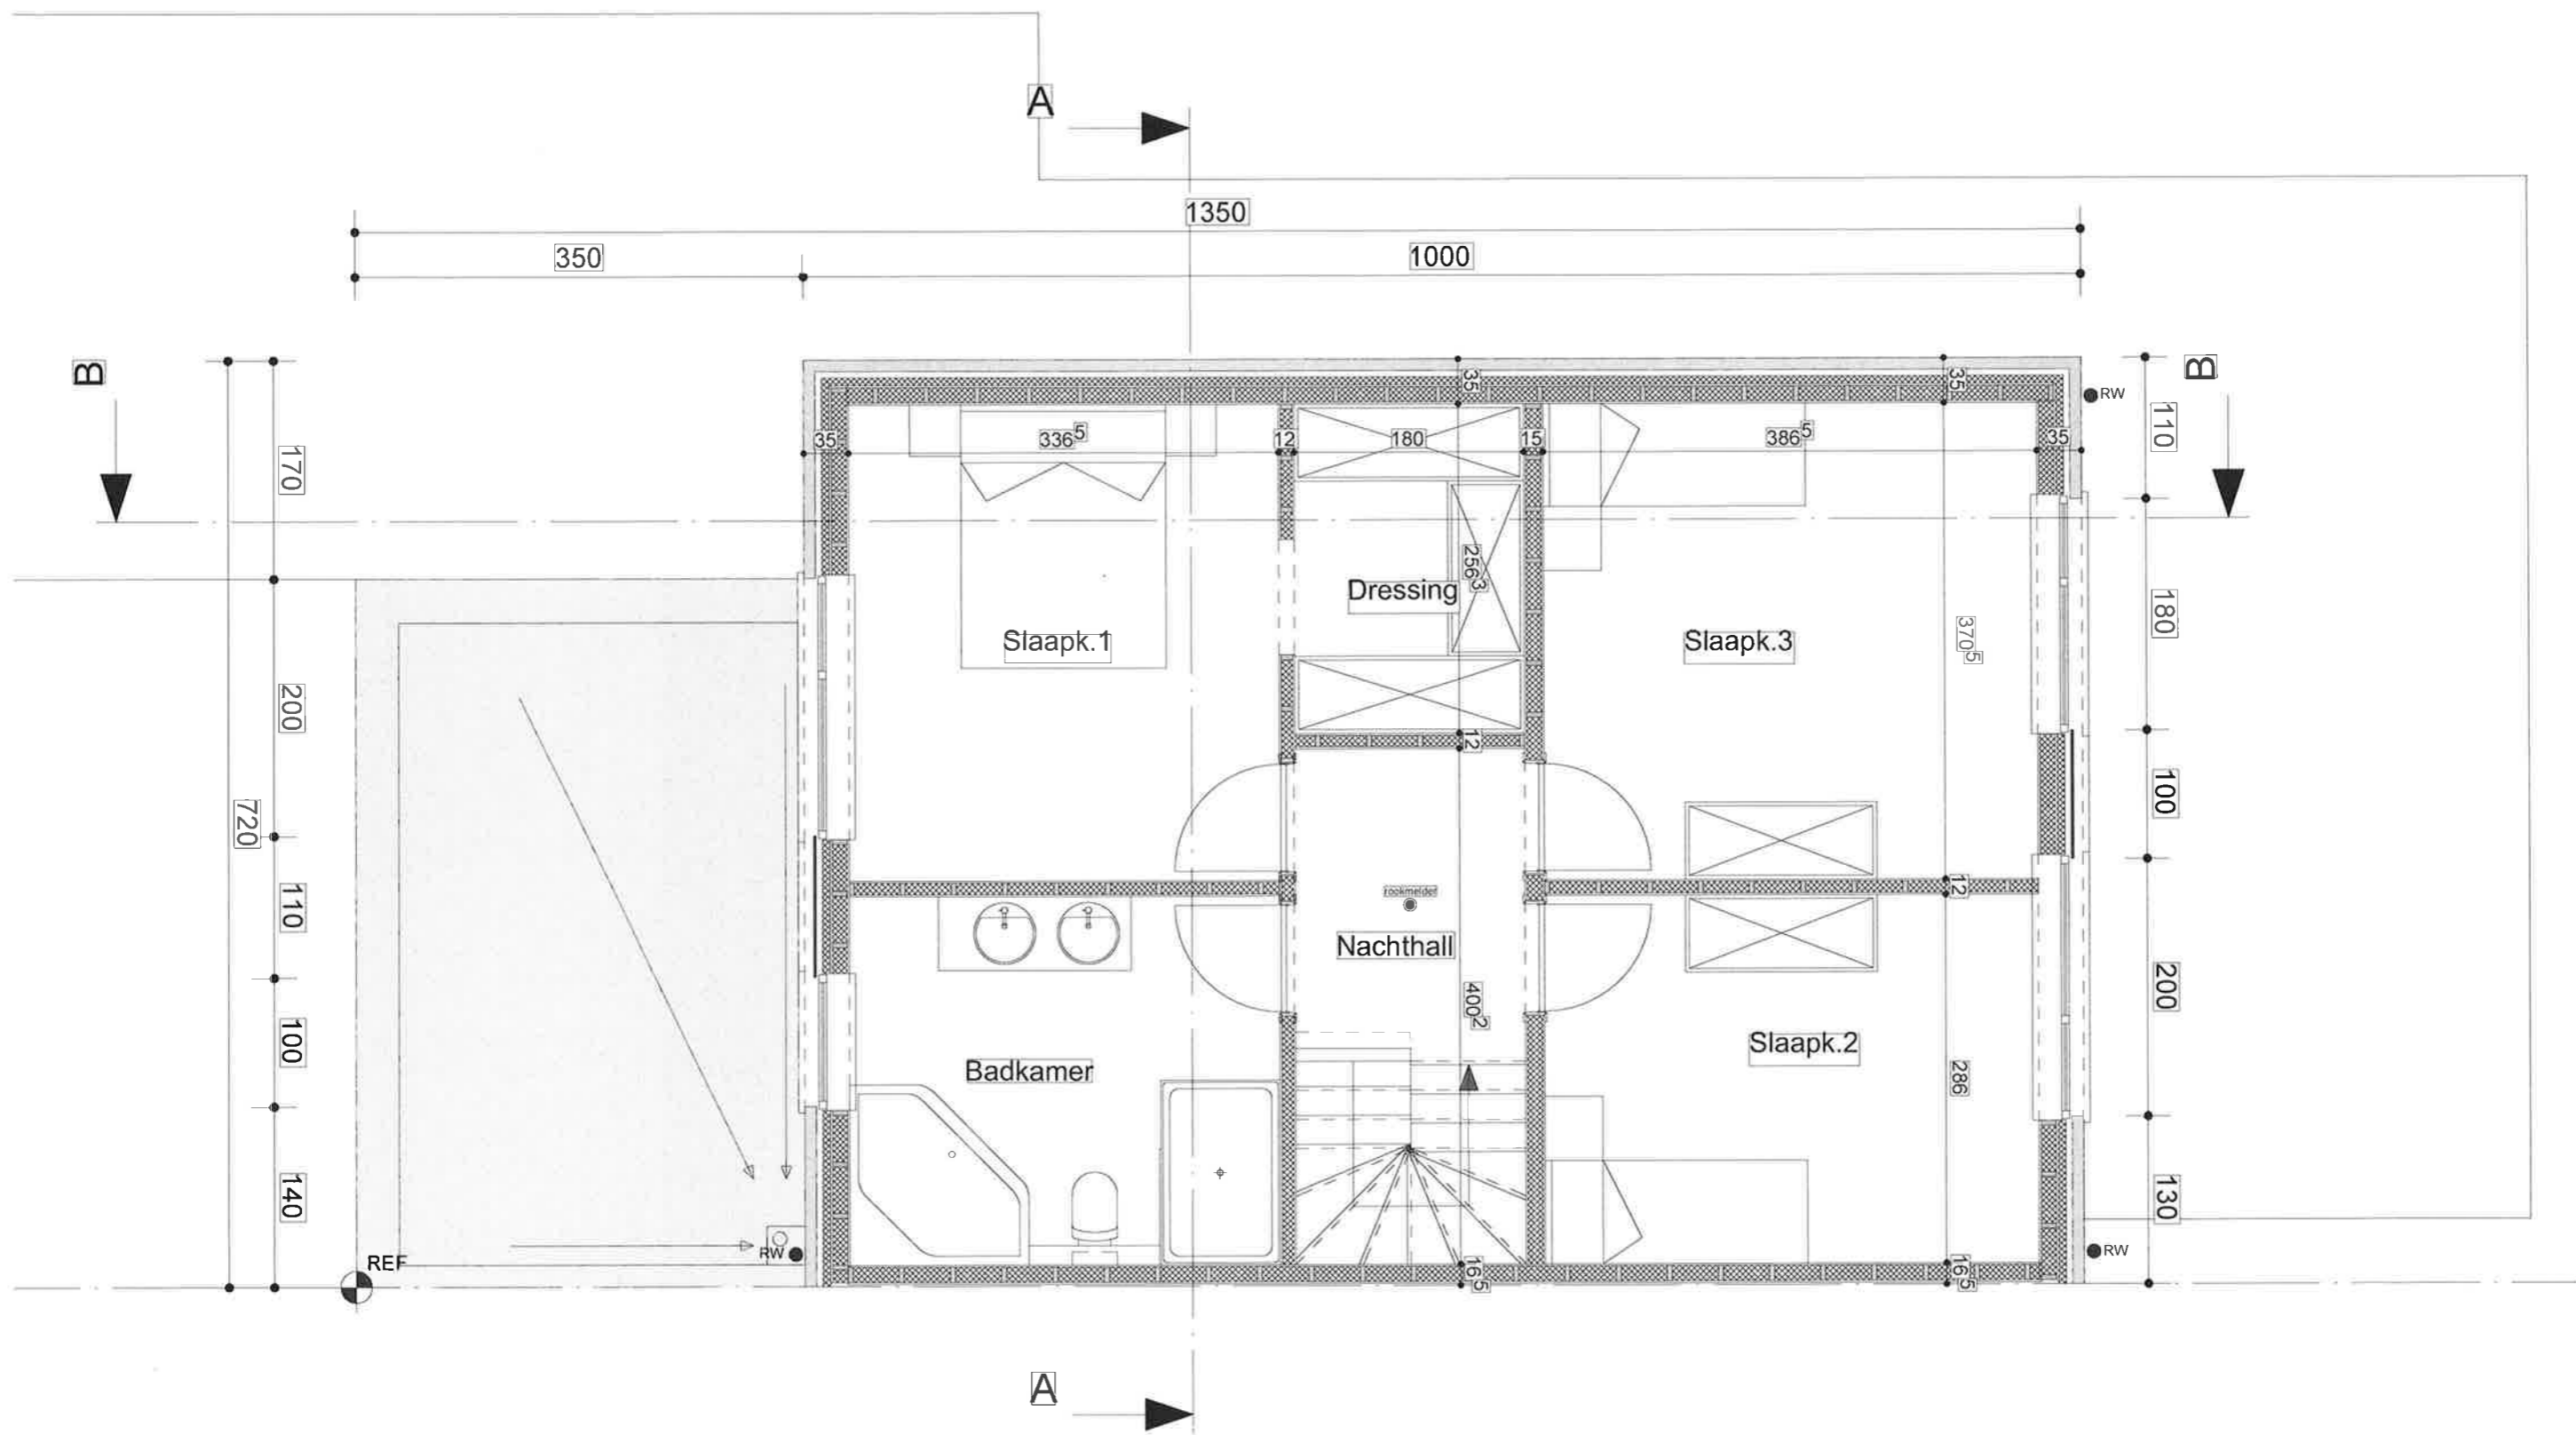 A
1350
350
1000
B
B
35
35
RW
110
170
35
336⁵
12
180
15
386⁵
35
256³
Dressing
Slaapk.1
Slaapk.3
370⁵
180
200
12
720
100
110
rookmelder
12
Nachthall
400²
200
100
Badkamer
Slaapk.2
286
140
130
RW
RW
REF
16⁵
16⁵
A